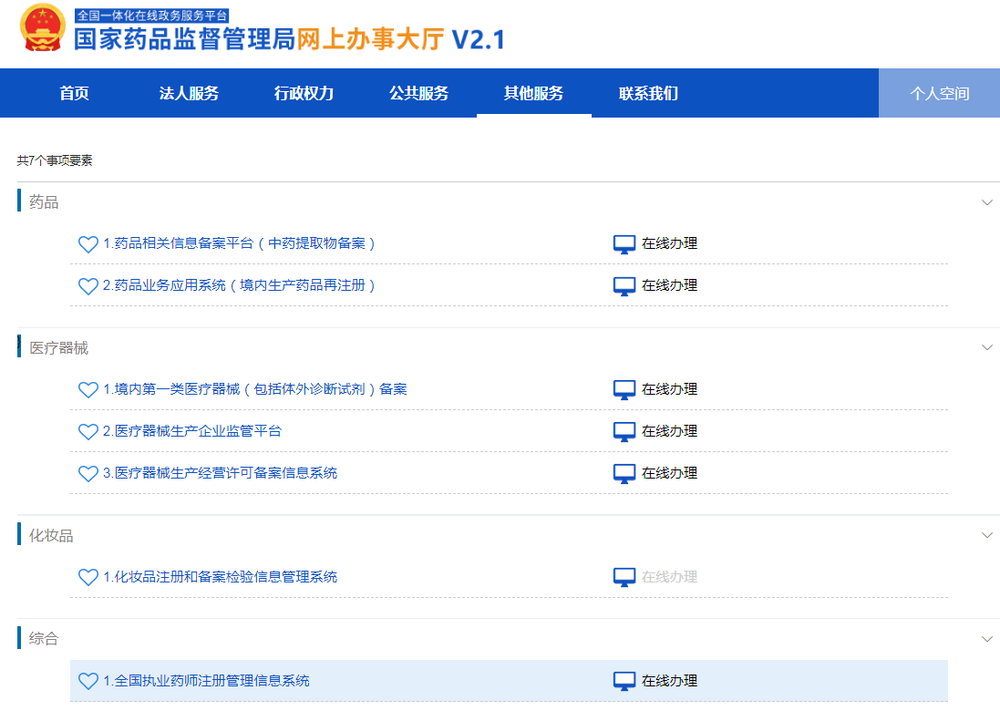 全国一体化在线政务服务平台
国家药品监督管理局网上办事大厅 V2.1
首页 法人服务 行政权力 公共服务 其他服务 联系我们 个人空间
共7个事项要素
药品
1.药品相关信息备案平台（中药提取物备案） 在线办理
2.药品业务应用系统（境内生产药品再注册） 在线办理
医疗器械
1.境内第一类医疗器械（包括体外诊断试剂）备案 在线办理
2.医疗器械生产企业监管平台 在线办理
3.医疗器械生产经营许可备案信息系统 在线办理
化妆品
1.化妆品注册和备案检验信息管理系统 在线办理
综合
1.全国执业药师注册管理信息系统 在线办理